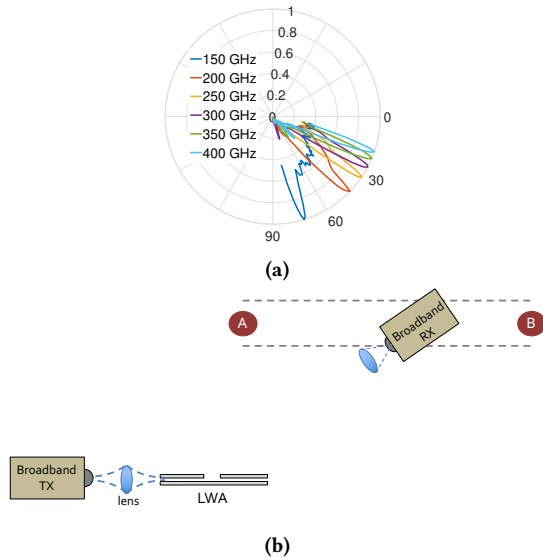 1
0.8
0.6
0.4
0.2
0
0
30
60
90
150 GHz
200 GHz
250 GHz
300 GHz
350 GHz
400 GHz
(a)
A
Broadband
RX
B
Broadband
TX
lens
LWA
(b)